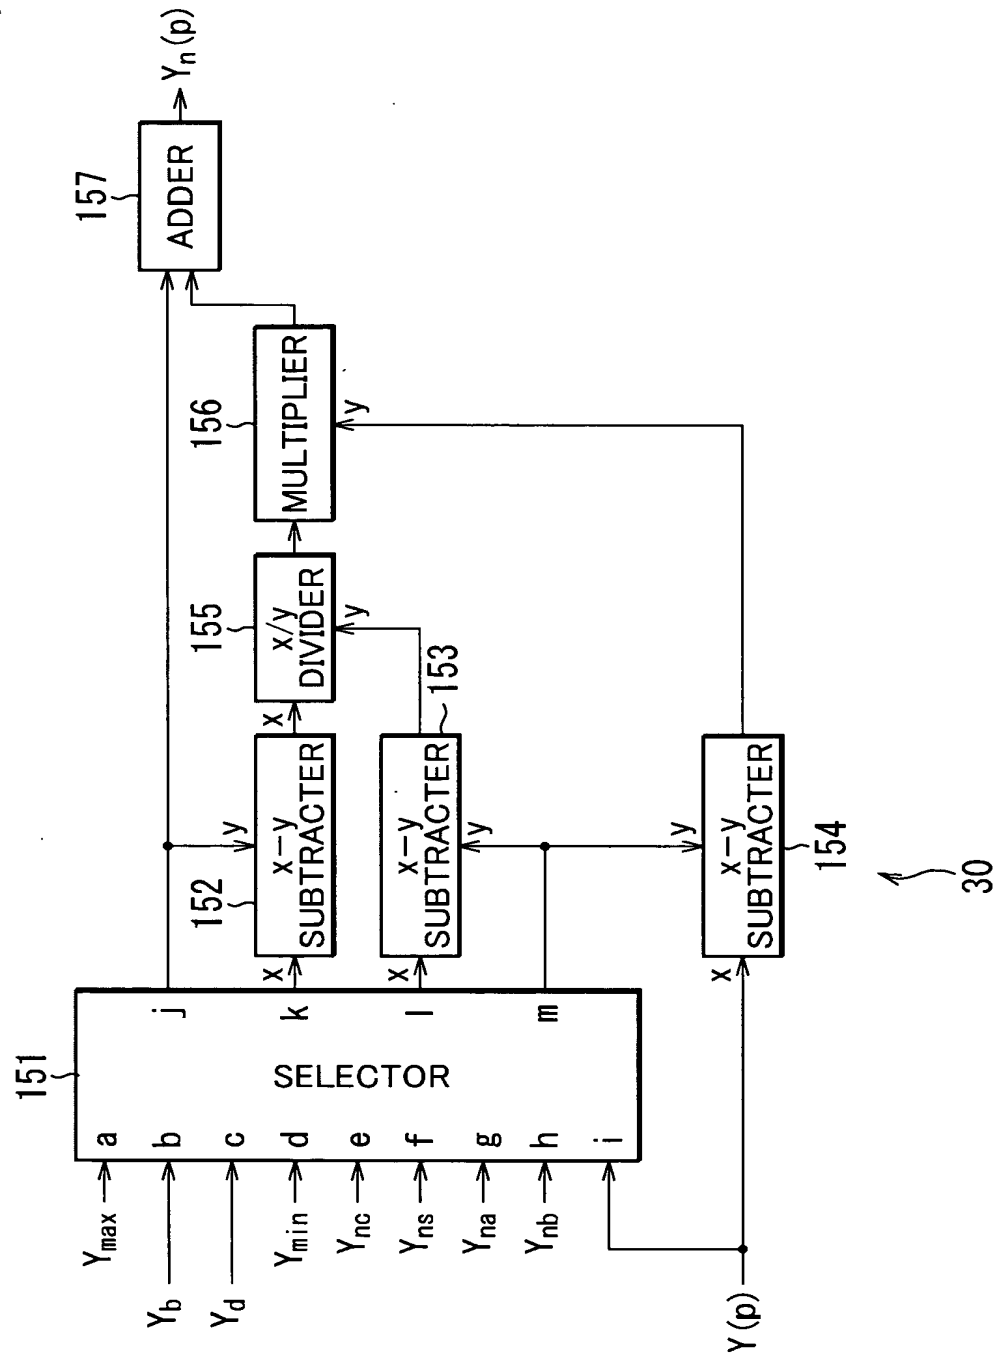 151
SELECTOR
a
b
c
d
e
f
g
h
i
j
k
l
m
Ymax
Yb
Yd
Ymin
Ync
Yns
Yna
Ynb
Y(p)
152
x-y
SUBTRACTER
x
y
x-y
SUBTRACTER
153
x
y
x-y
SUBTRACTER
154
x
y
155
x/y
DIVIDER
x
y
156
MULTIPLIER
y
157
ADDER
Yn(p)
30